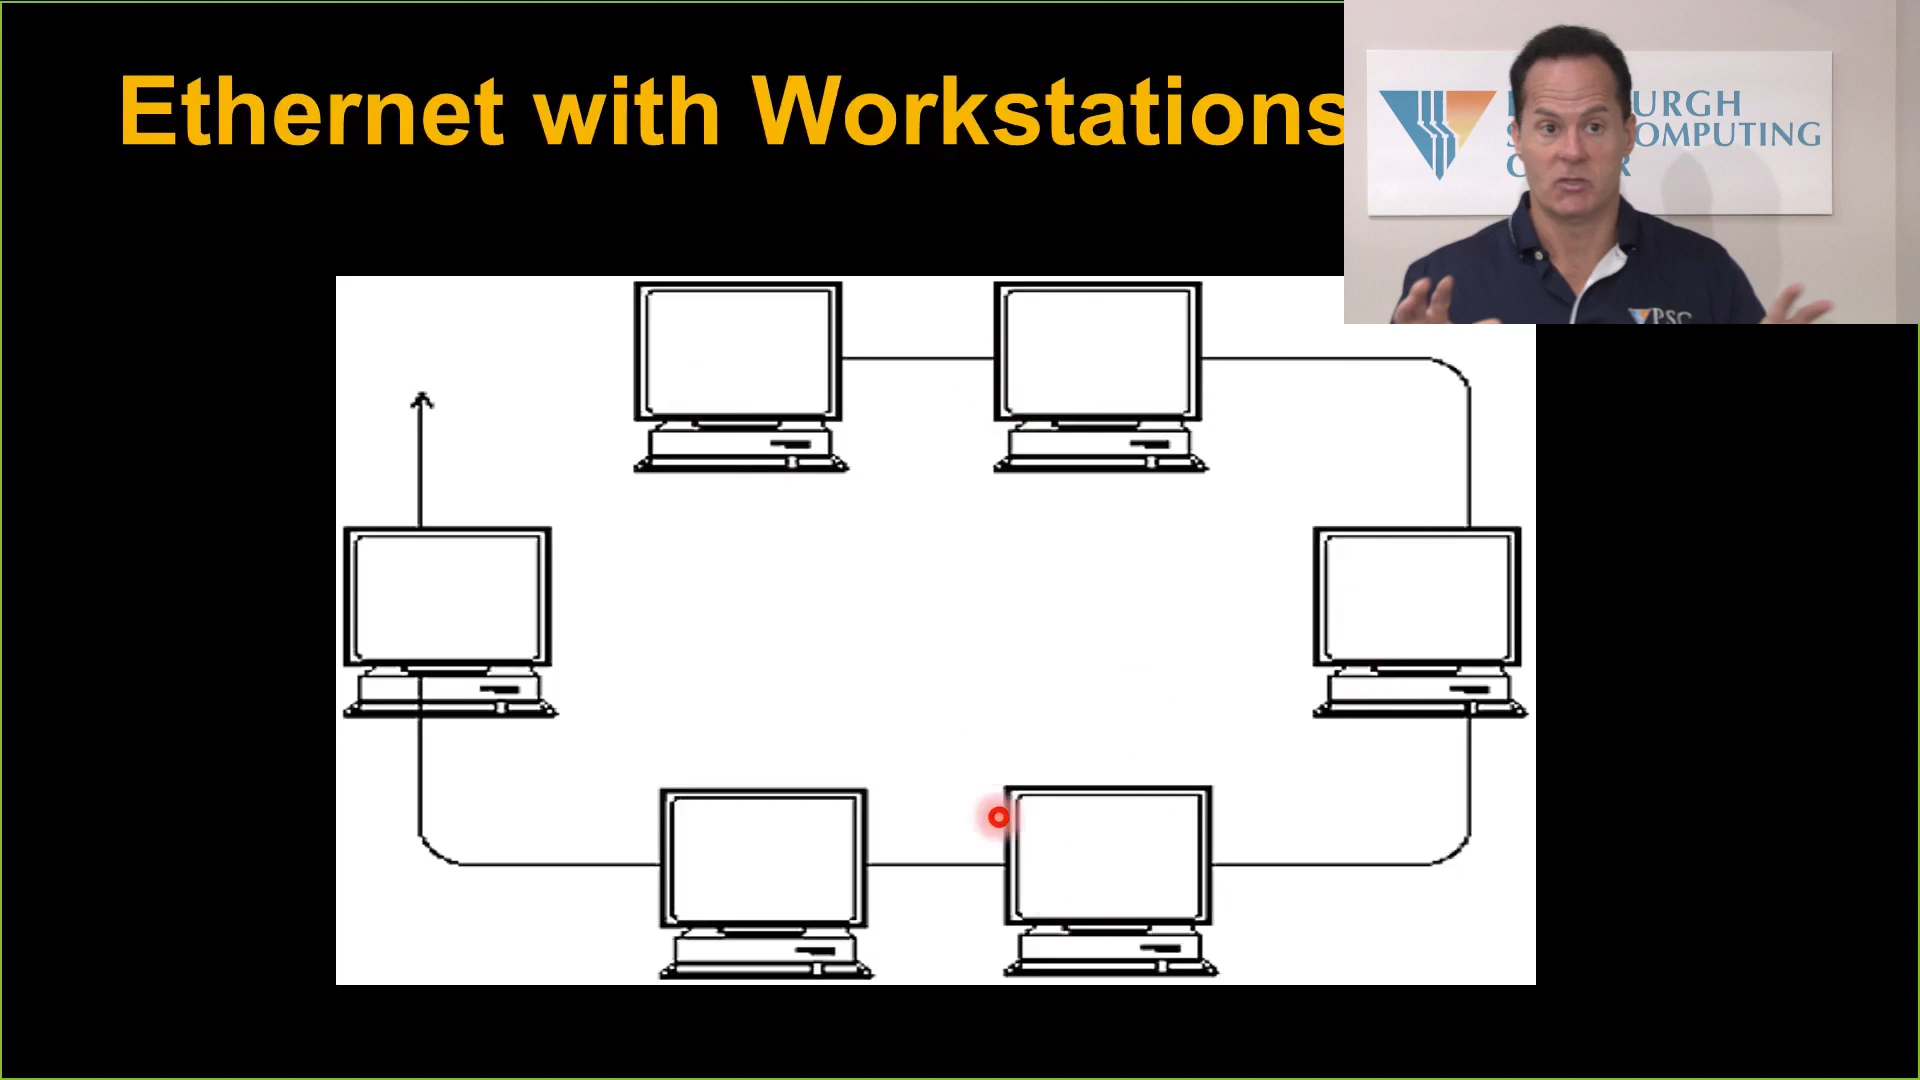 Ethernet with Workstations
URGH
OMPUTING
R
PSC